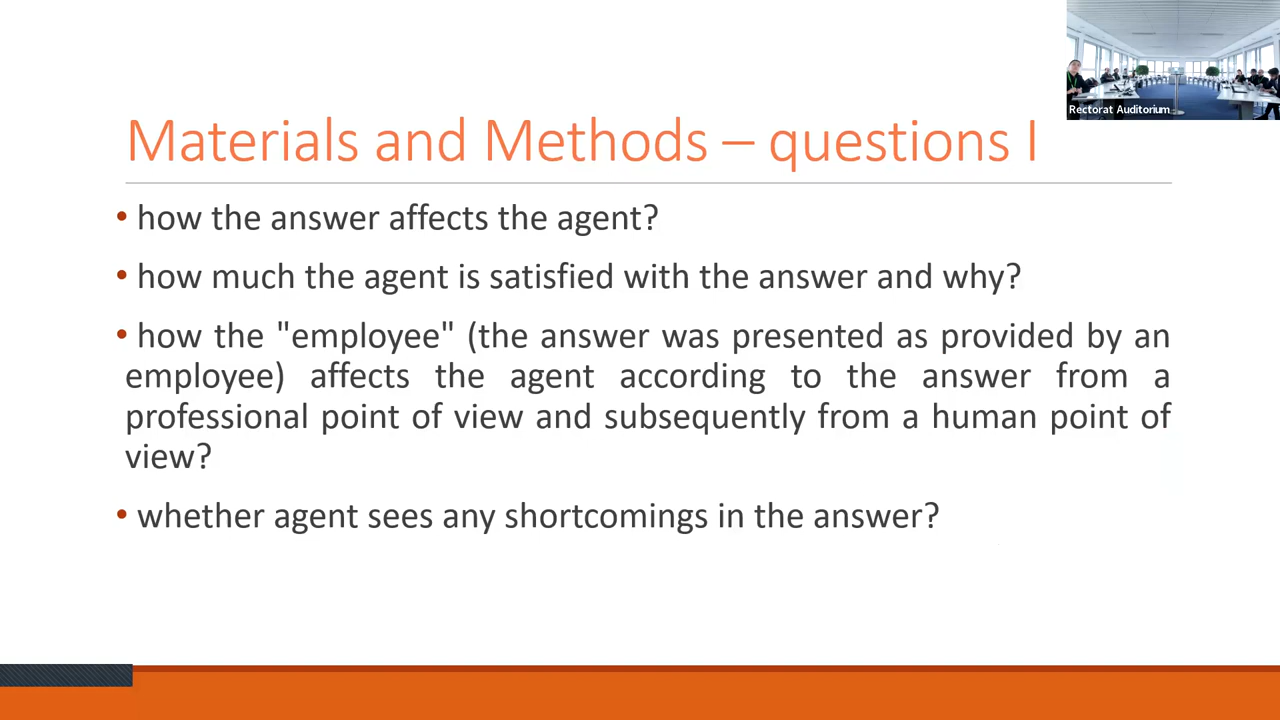 Rectorat Auditorium
Materials and Methods – questions I
• how the answer affects the agent?
• how much the agent is satisfied with the answer and why?
• how the "employee" (the answer was presented as provided by an
employee) affects the agent according to the answer from a
professional point of view and subsequently from a human point of
view?
• whether agent sees any shortcomings in the answer?